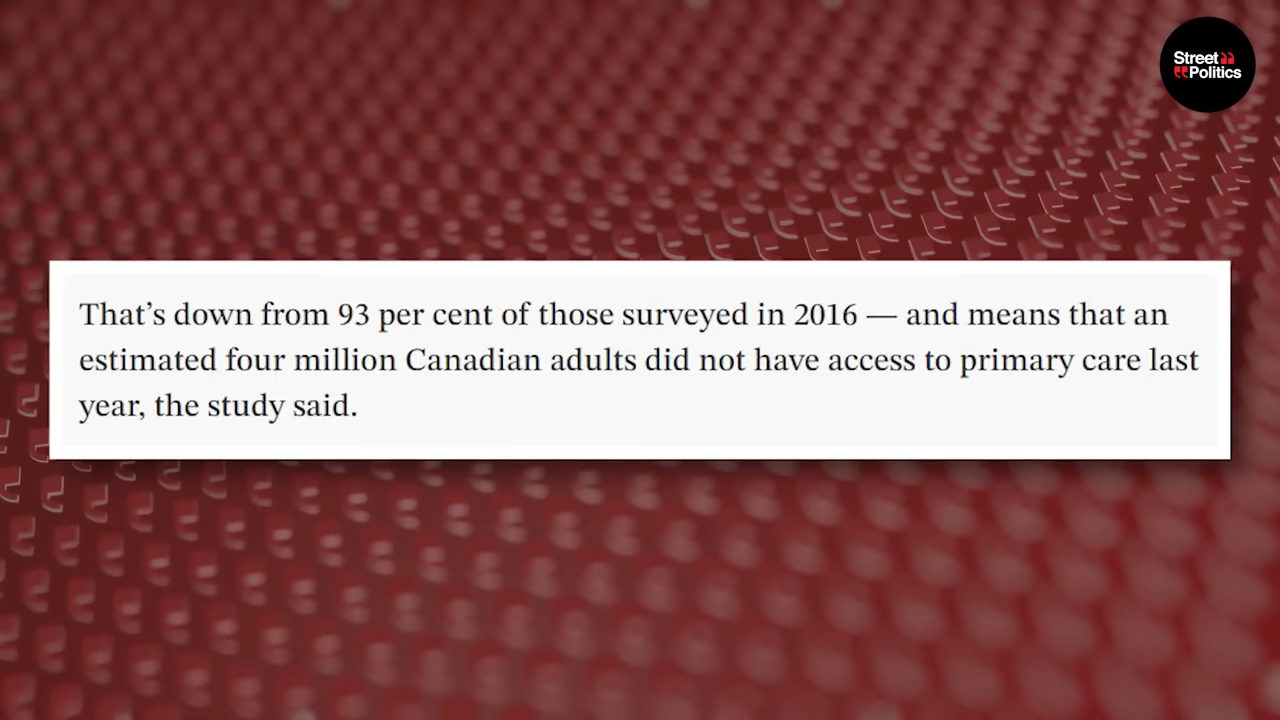 Street
Politics
That's down from 93 per cent of those surveyed in 2016 — and means that an
estimated four million Canadian adults did not have access to primary care last
year, the study said.